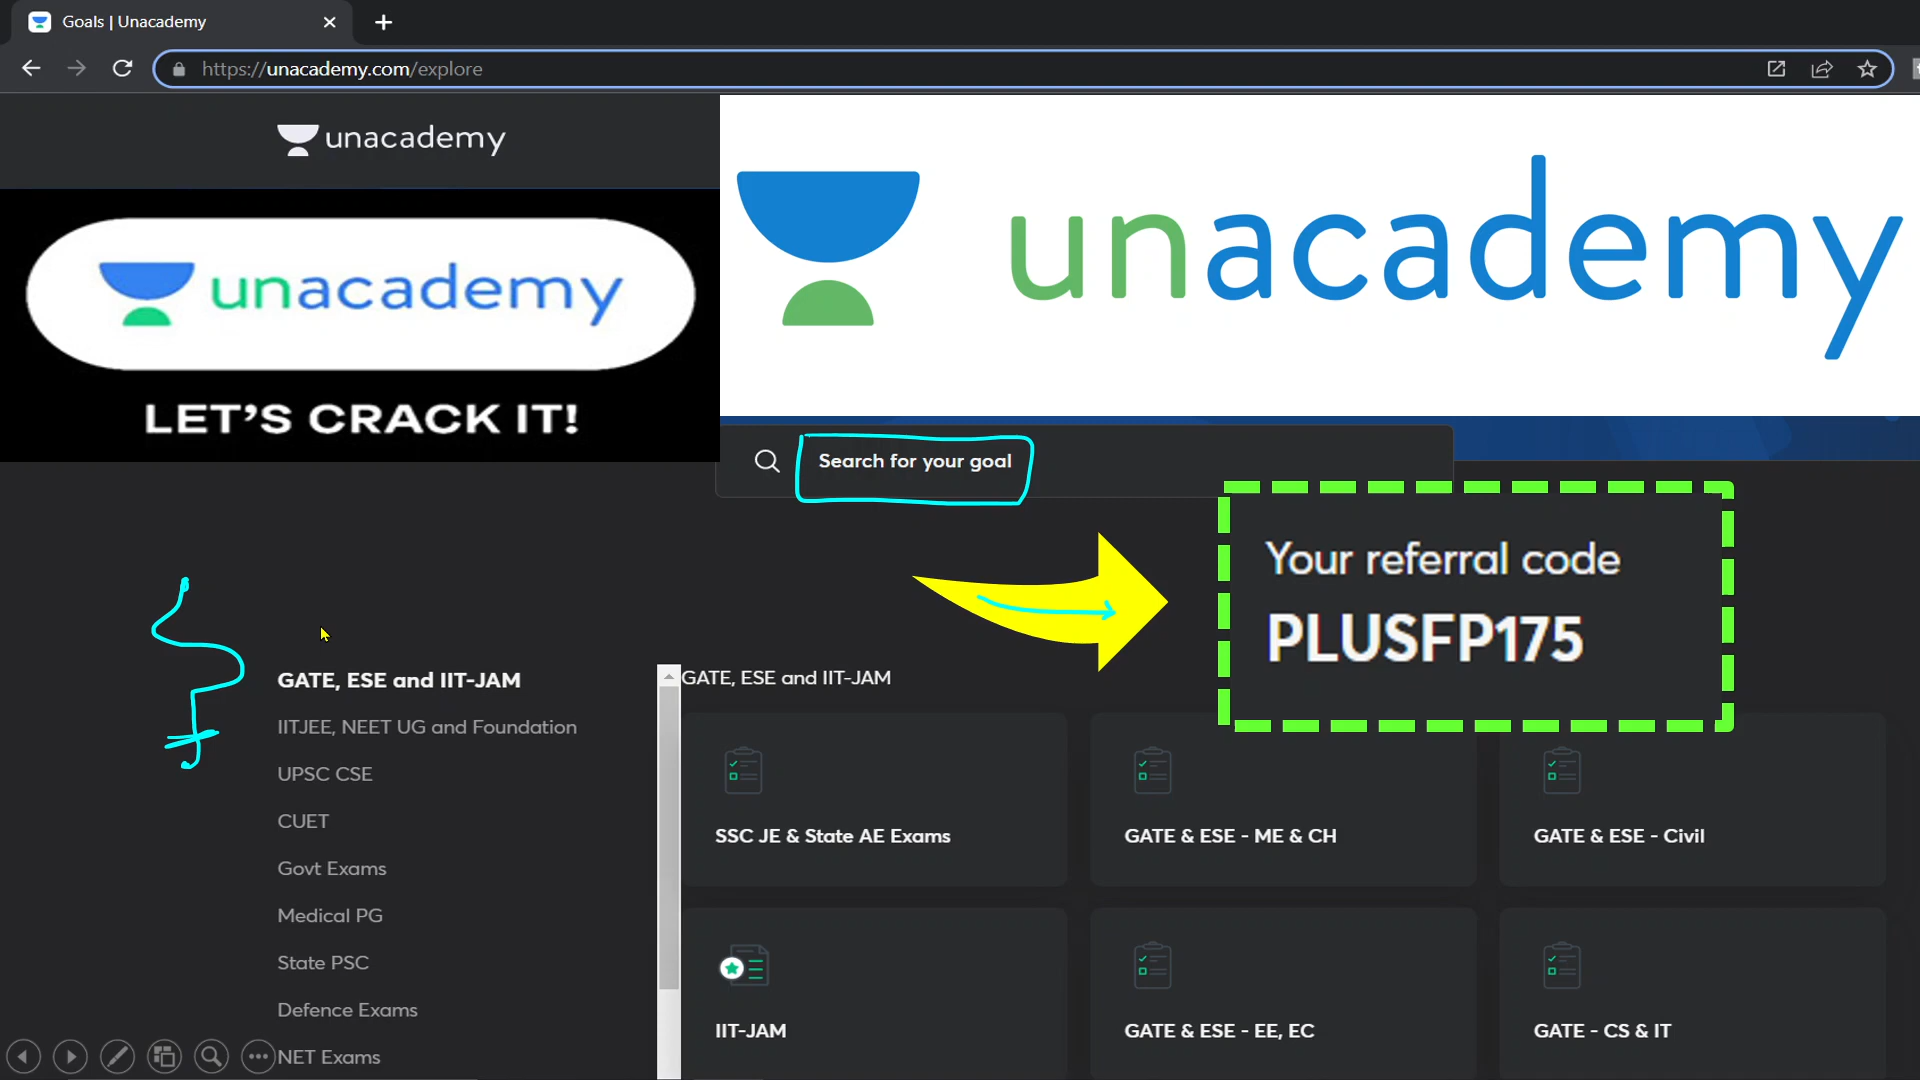 Goals | Unacademy
https://unacademy.com/explore
unacademy
unacademy
LET'S CRACK IT!
unacademy
Search for your goal
Your referral code
PLUSFP175
GATE, ESE and IIT-JAM
IITJEE, NEET UG and Foundation
UPSC CSE
CUET
Govt Exams
Medical PG
State PSC
Defence Exams
NET Exams
GATE, ESE and IIT-JAM
SSC JE & State AE Exams
GATE & ESE - ME & CH
GATE & ESE - Civil
IIT-JAM
GATE & ESE - EE, EC
GATE - CS & IT